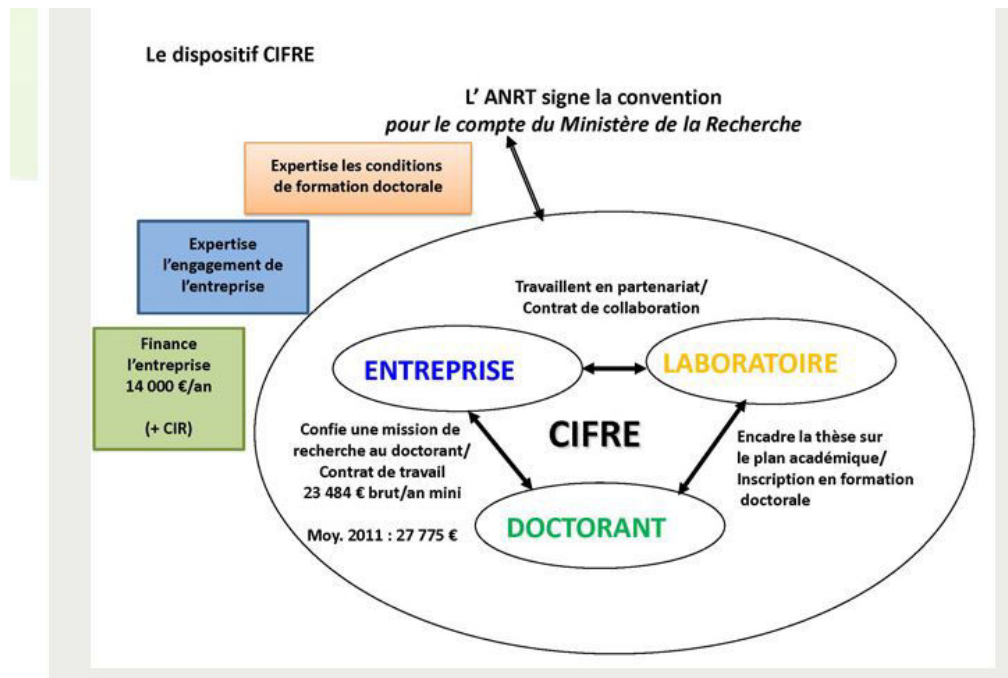 Le dispositif CIFRE
L' ANRT signe la convention
pour le compte du Ministère de la Recherche
Expertise les conditions
de formation doctorale
Expertise
l'engagement de
l'entreprise
Finance
l'entreprise
14 000 €/an
(+ CIR)
Travaillent en partenariat/
Contrat de collaboration
ENTREPRISE
LABORATOIRE
CIFRE
Confie une mission de
recherche au doctorant/
Contrat de travail
23 484 € brut/an mini
Moy. 2011 : 27 775 €
Encadre la thèse sur
le plan académique/
Inscription en formation
doctorale
DOCTORANT